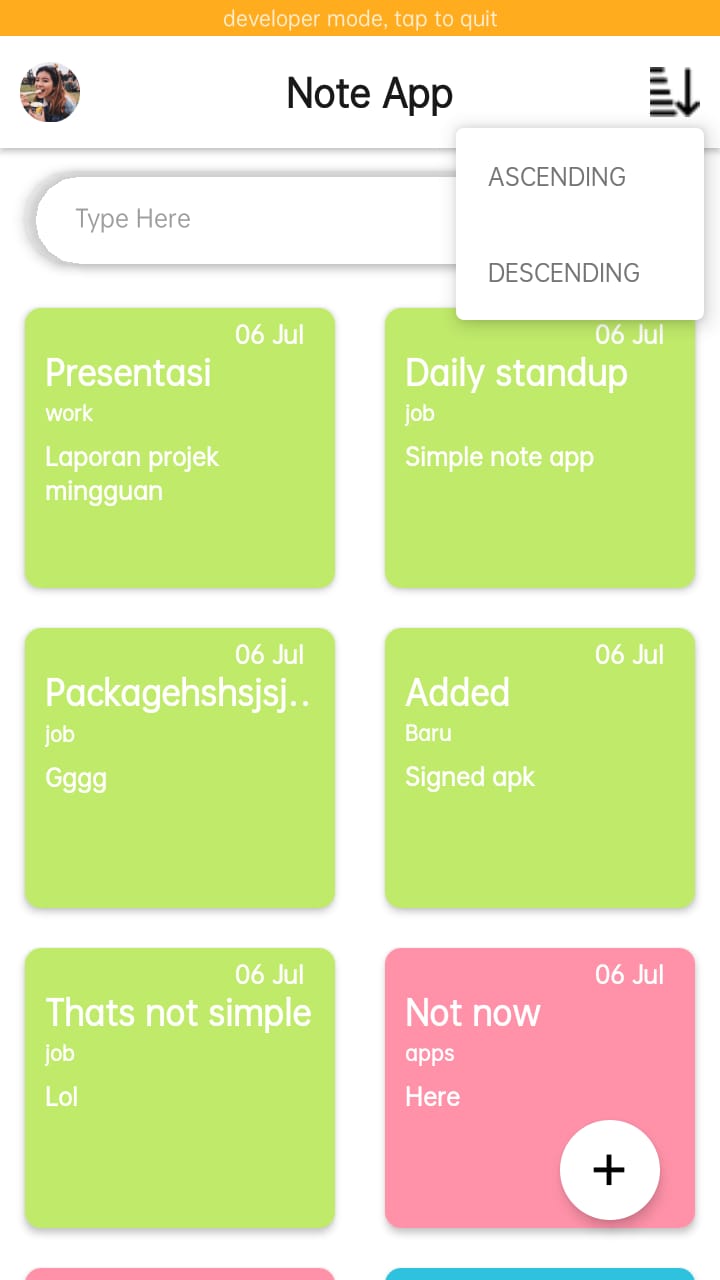 developer mode, tap to quit
Note App
ASCENDING
DESCENDING
Type Here
06 Jul
Presentasi
work
Laporan projek
mingguan
06 Jul
Daily standup
job
Simple note app
06 Jul
Packagehshsjsj..
job
Gggg
06 Jul
Added
Baru
Signed apk
06 Jul
Thats not simple
job
Lol
06 Jul
Not now
apps
Here
+